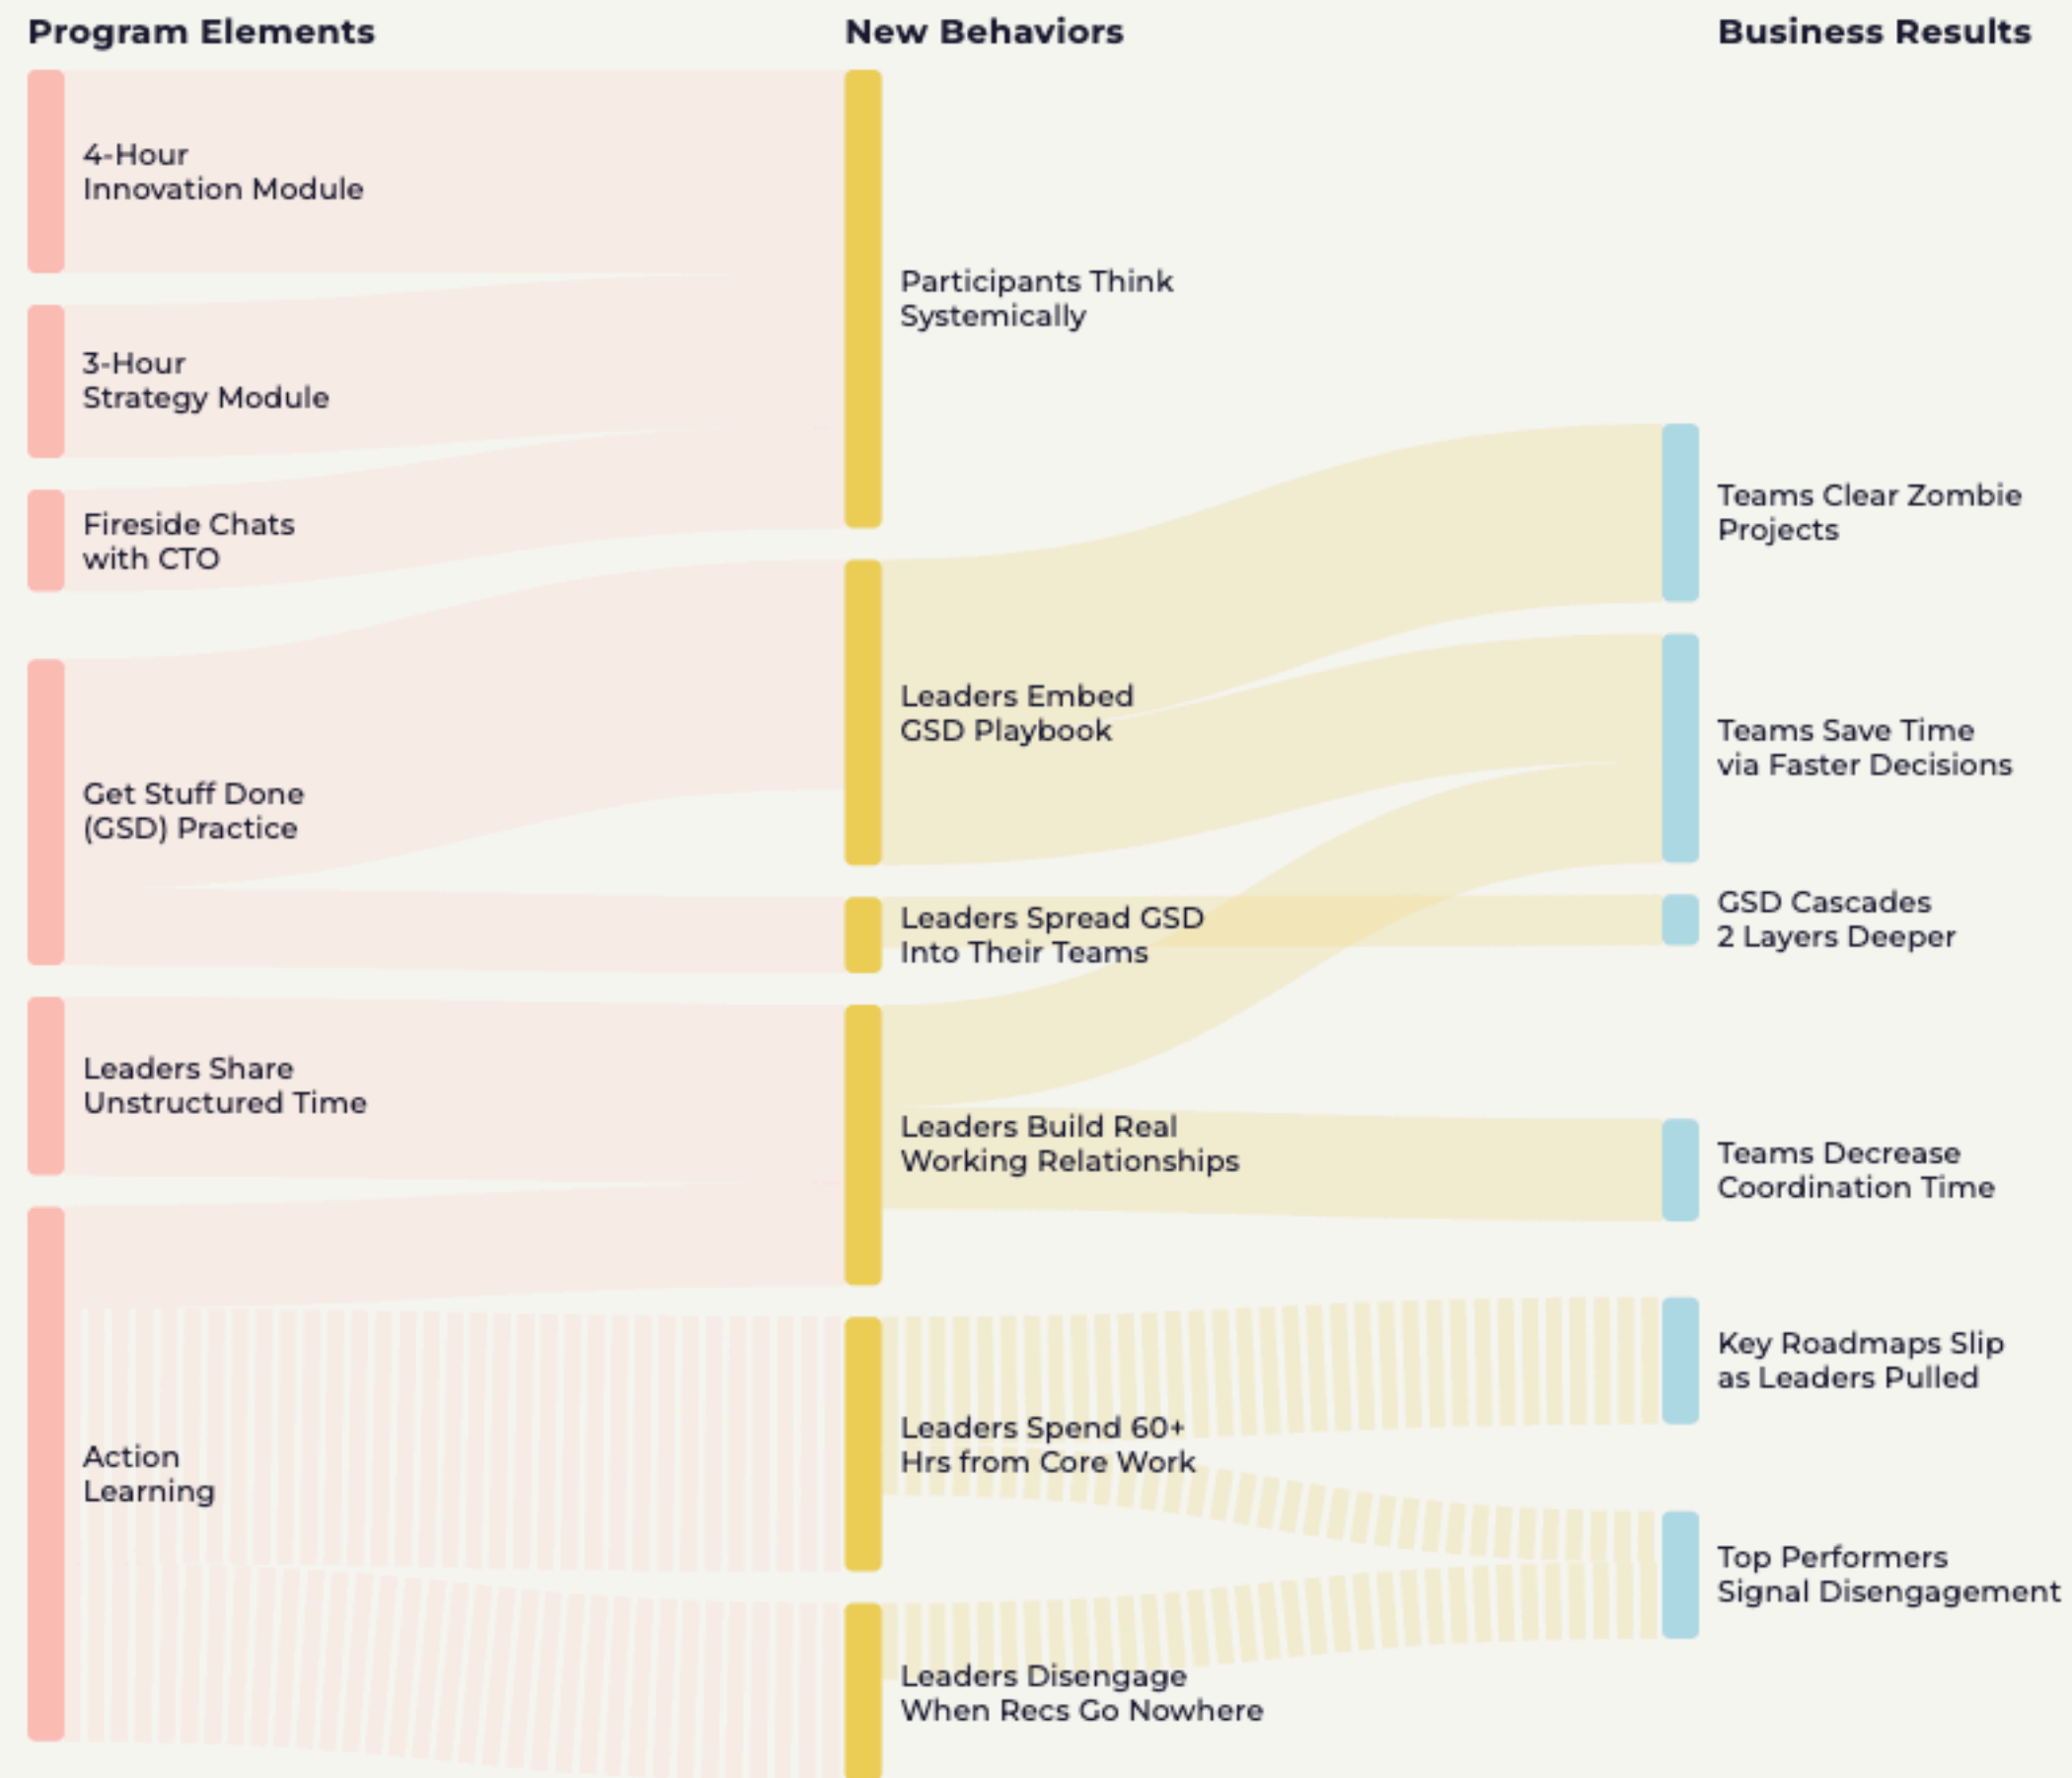 Program Elements
New Behaviors
Business Results
4-Hour
Innovation Module
3-Hour
Strategy Module
Fireside Chats
with CTO
Get Stuff Done
(GSD) Practice
Leaders Share
Unstructured Time
Action
Learning
Participants Think
Systemically
Leaders Embed
GSD Playbook
Leaders Spread GSD
Into Their Teams
Leaders Build Real
Working Relationships
Leaders Spend 60+
Hrs from Core Work
Leaders Disengage
When Recs Go Nowhere
Teams Clear Zombie
Projects
Teams Save Time
via Faster Decisions
GSD Cascades
2 Layers Deeper
Teams Decrease
Coordination Time
Key Roadmaps Slip
as Leaders Pulled
Top Performers
Signal Disengagement